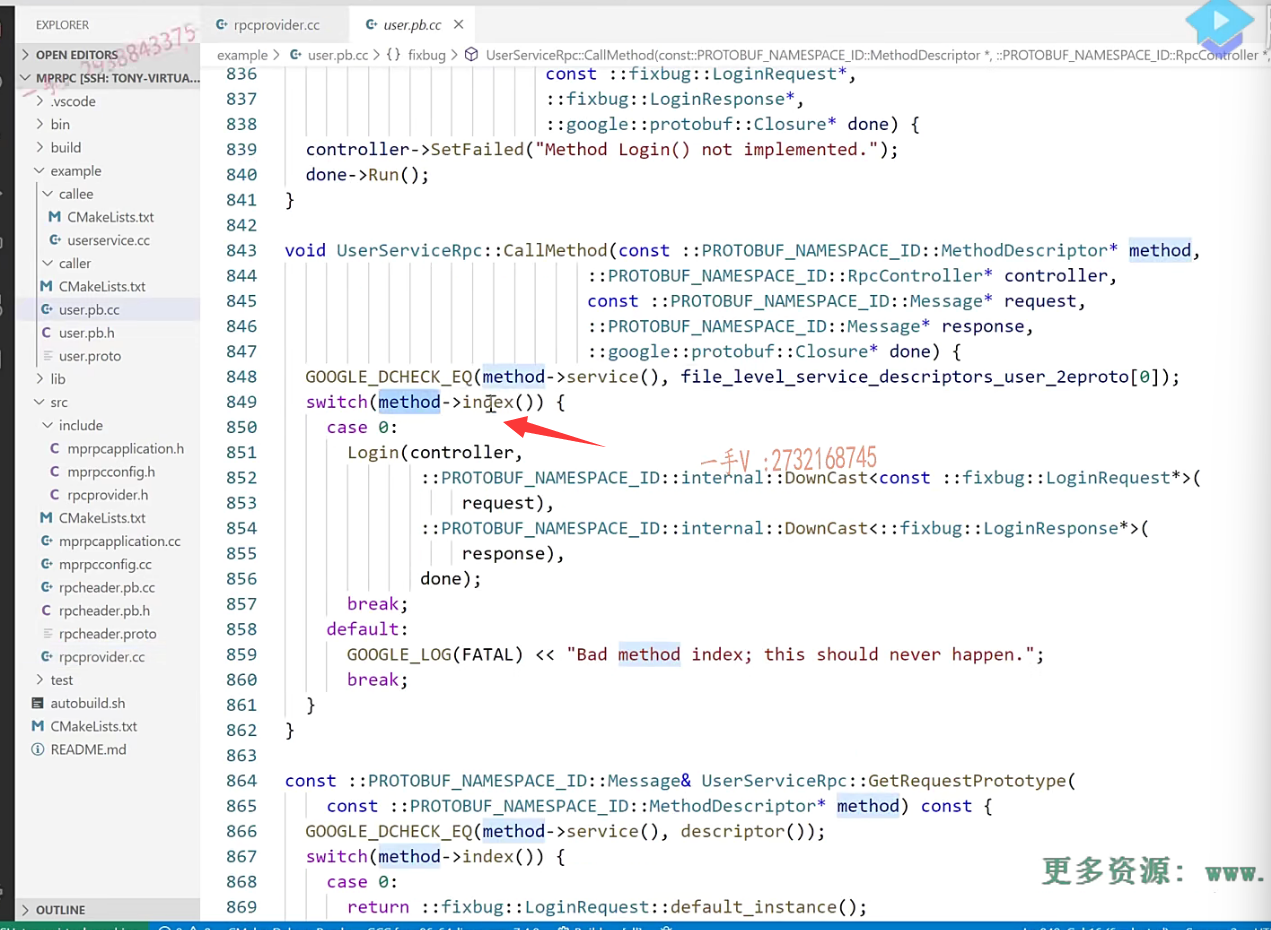 EXPLORER
OPEN EDITORS
MPRPC [SSH: TONY-VIRTUA...
.vscode
bin
build
example
callee
CMakeLists.txt
userservice.cc
caller
CMakeLists.txt
user.pb.cc
user.pb.h
user.proto
lib
src
include
mprpcapplication.h
mprpcconfig.h
rpcprovider.h
CMakeLists.txt
mprpcapplication.cc
mprpcconfig.cc
rpcheader.pb.cc
rpcheader.pb.h
rpcheader.proto
rpcprovider.cc
test
autobuild.sh
CMakeLists.txt
README.md
OUTLINE
rpcprovider.cc
user.pb.cc
example > user.pb.cc > {} fixbug > UserServiceRpc::CallMethod(const::PROTOBUF_NAMESPACE_ID::MethodDescriptor *, ::PROTOBUF_NAMESPACE_ID::RpcController *,
836 const ::fixbug::LoginRequest*,
837 ::fixbug::LoginResponse*,
838 ::google::protobuf::Closure* done) {
839 controller->SetFailed("Method Login() not implemented.");
840 done->Run();
841 }
842
843 void UserServiceRpc::CallMethod(const ::PROTOBUF_NAMESPACE_ID::MethodDescriptor* method,
844 ::PROTOBUF_NAMESPACE_ID::RpcController* controller,
845 const ::PROTOBUF_NAMESPACE_ID::Message* request,
846 ::PROTOBUF_NAMESPACE_ID::Message* response,
847 ::google::protobuf::Closure* done) {
848 GOOGLE_DCHECK_EQ(method->service(), file_level_service_descriptors_user_2eproto[0]);
849 switch(method->index()) {
850 case 0:
851 Login(controller,
852 ::PROTOBUF_NAMESPACE_ID::internal::DownCast<const ::fixbug::LoginRequest*>(
853 request),
854 ::PROTOBUF_NAMESPACE_ID::internal::DownCast<::fixbug::LoginResponse*>(
855 response),
856 done);
857 break;
858 default:
859 GOOGLE_LOG(FATAL) << "Bad method index; this should never happen.";
860 break;
861 }
862 }
863
864 const ::PROTOBUF_NAMESPACE_ID::Message& UserServiceRpc::GetRequestPrototype(
865 const ::PROTOBUF_NAMESPACE_ID::MethodDescriptor* method) const {
866 GOOGLE_DCHECK_EQ(method->service(), descriptor());
867 switch(method->index()) {
868 case 0:
869 return ::fixbug::LoginRequest::default_instance();
一手V :2732168745
更多资源: www.